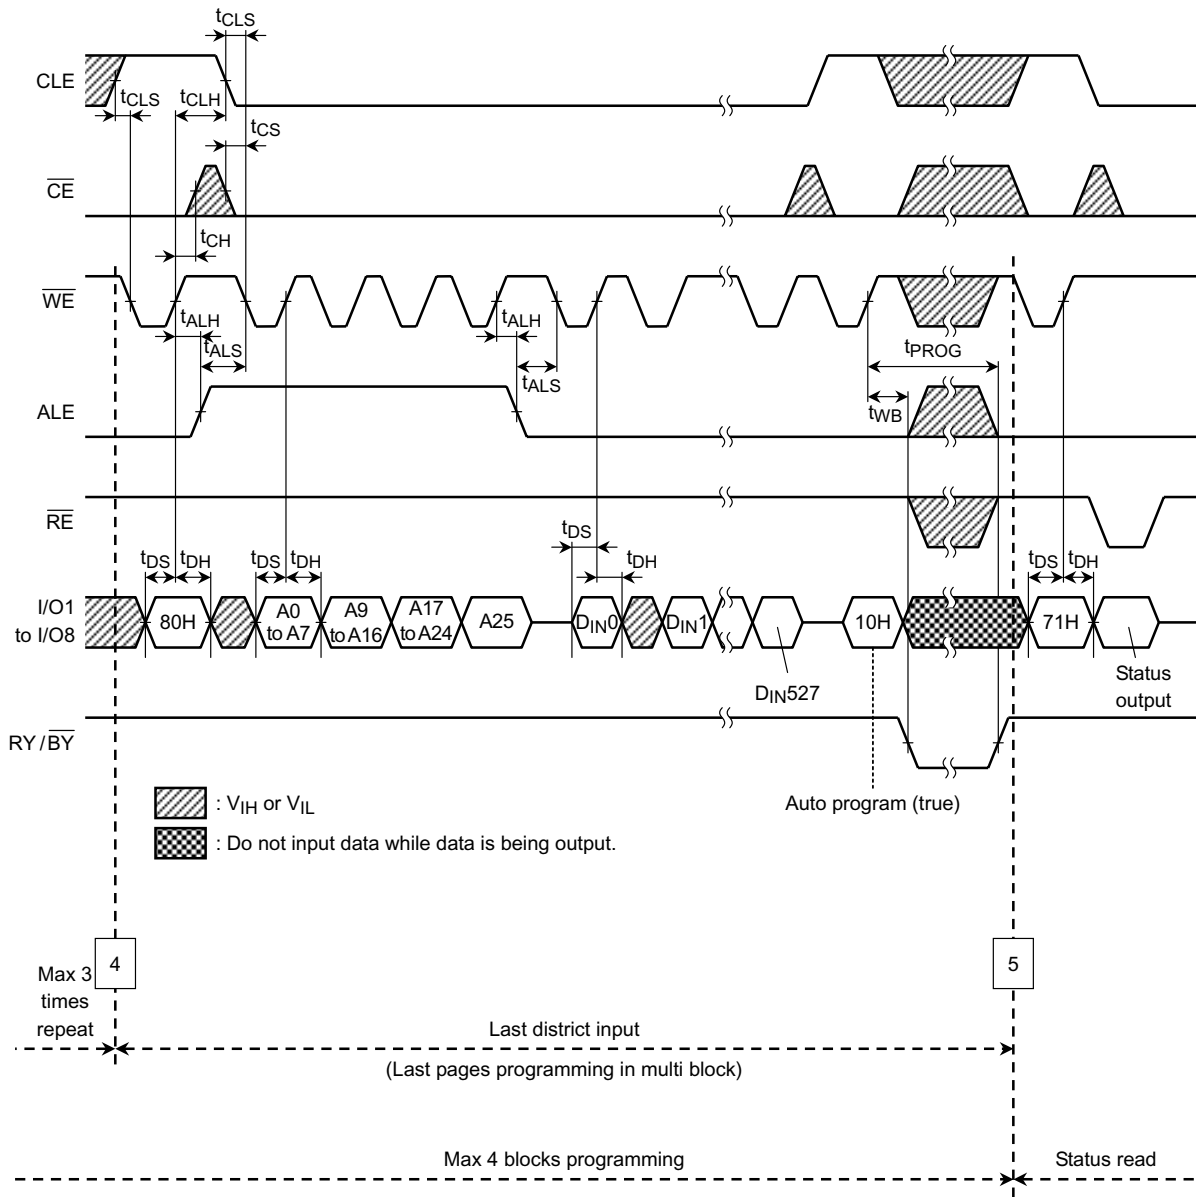 tCLS
CLE
tCLS
tCLH
tCS
CE
tCH
WE
tALH
tALH
tALS
tPROG
tALS
ALE
tWB
RE
tDS
tDS
tDH
tDS
tDH
tDH
tDS
tDH
I/O1
to I/O8
80H
A0
to A7
A9
to A16
A17
to A24
A25
DIN0
DIN1
10H
71H
DIN527
Status
output
RY/BY
: VIH or VIL
Auto program (true)
: Do not input data while data is being output.
4
5
Max 3
times
repeat
Last district input
(Last pages programming in multi block)
Max 4 blocks programming
Status read